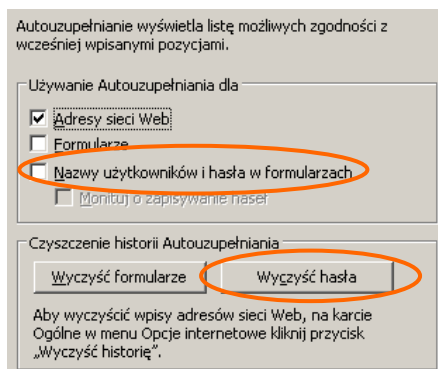 Autouzupełnianie wyświetla listę możliwych zgodności z
wcześniej wpisanymi pozycjami.
Używanie Autouzupełniania dla
Adresy sieci Web
Formularze
Nazwy użytkowników i hasła w formularzach
Monituj o zapisywanie haseł
Czyszczenie historii Autouzupełniania
Wyczyść formularze Wyczyść hasła
Aby wyczyścić wpisy adresów sieci Web, na karcie
Ogólne w menu Opcje internetowe kliknij przycisk
„Wyczyść historię”.